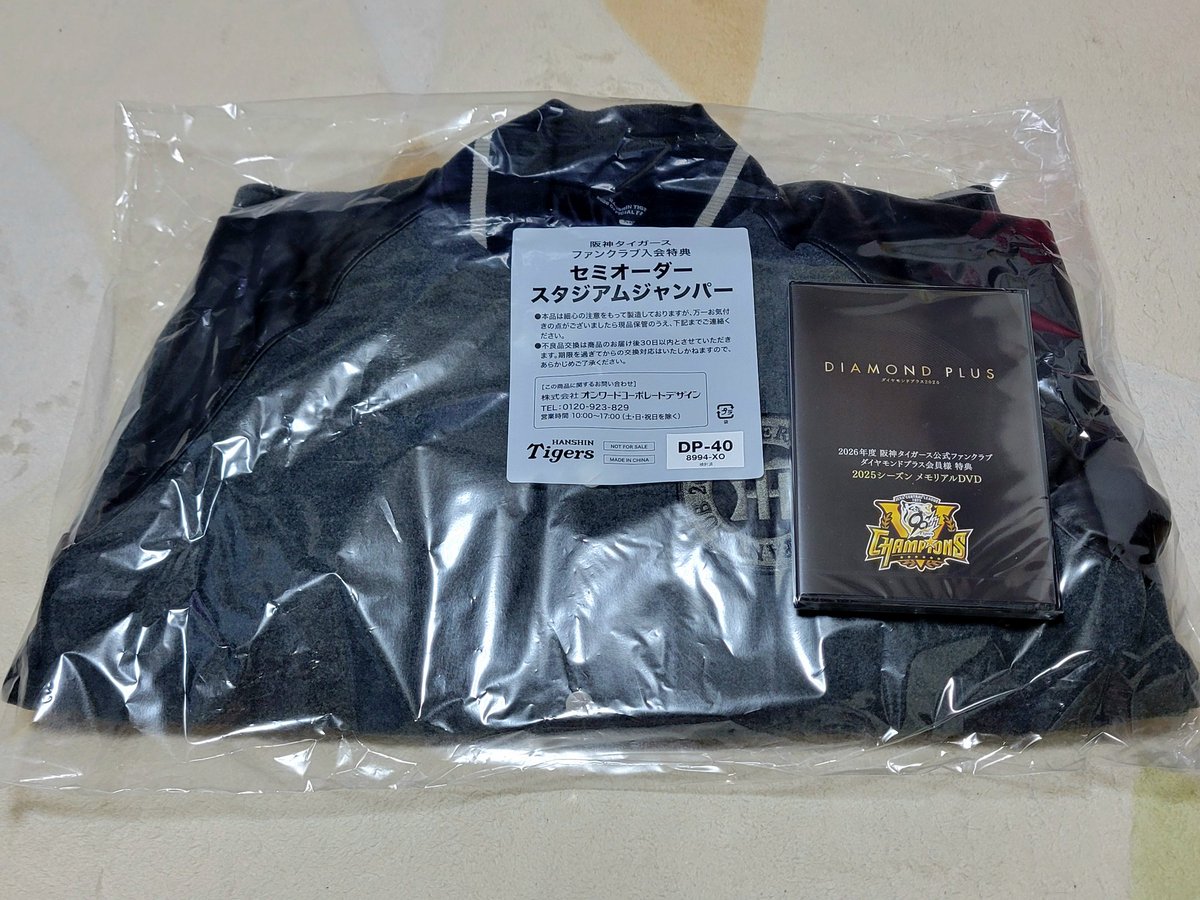 阪神タイガース
ファンクラブ入会特典
セミオーダー
スタジアムジャンパー
●本品は細心の注意をもって製造しておりますが、万一お気付
きの点がございましたら現品保管のうえ、下記までご連絡く
ださい。
●不良品交換は商品のお届け後30日以内とさせていただき
ます。期限を過ぎてからの交換対応はいたしかねますので、
あらかじめご了承ください。
[この商品に関するお問い合わせ]
株式会社 オンワードコーポレートデザイン
TEL:0120-923-829
営業時間 10:00〜17:00 (土・日・祝日を除く)
プラ
袋
HANSHIN
Tigers
NOT FOR SALE
MADE IN CHINA
DP-40
8994-XO
検針済
DIAMOND PLUS
ダイヤモンドプラス2026
2026年度 阪神タイガース公式ファンクラブ
ダイヤモンドプラス会員様 特典
2025シーズン メモリアルDVD
CHAMPIONS